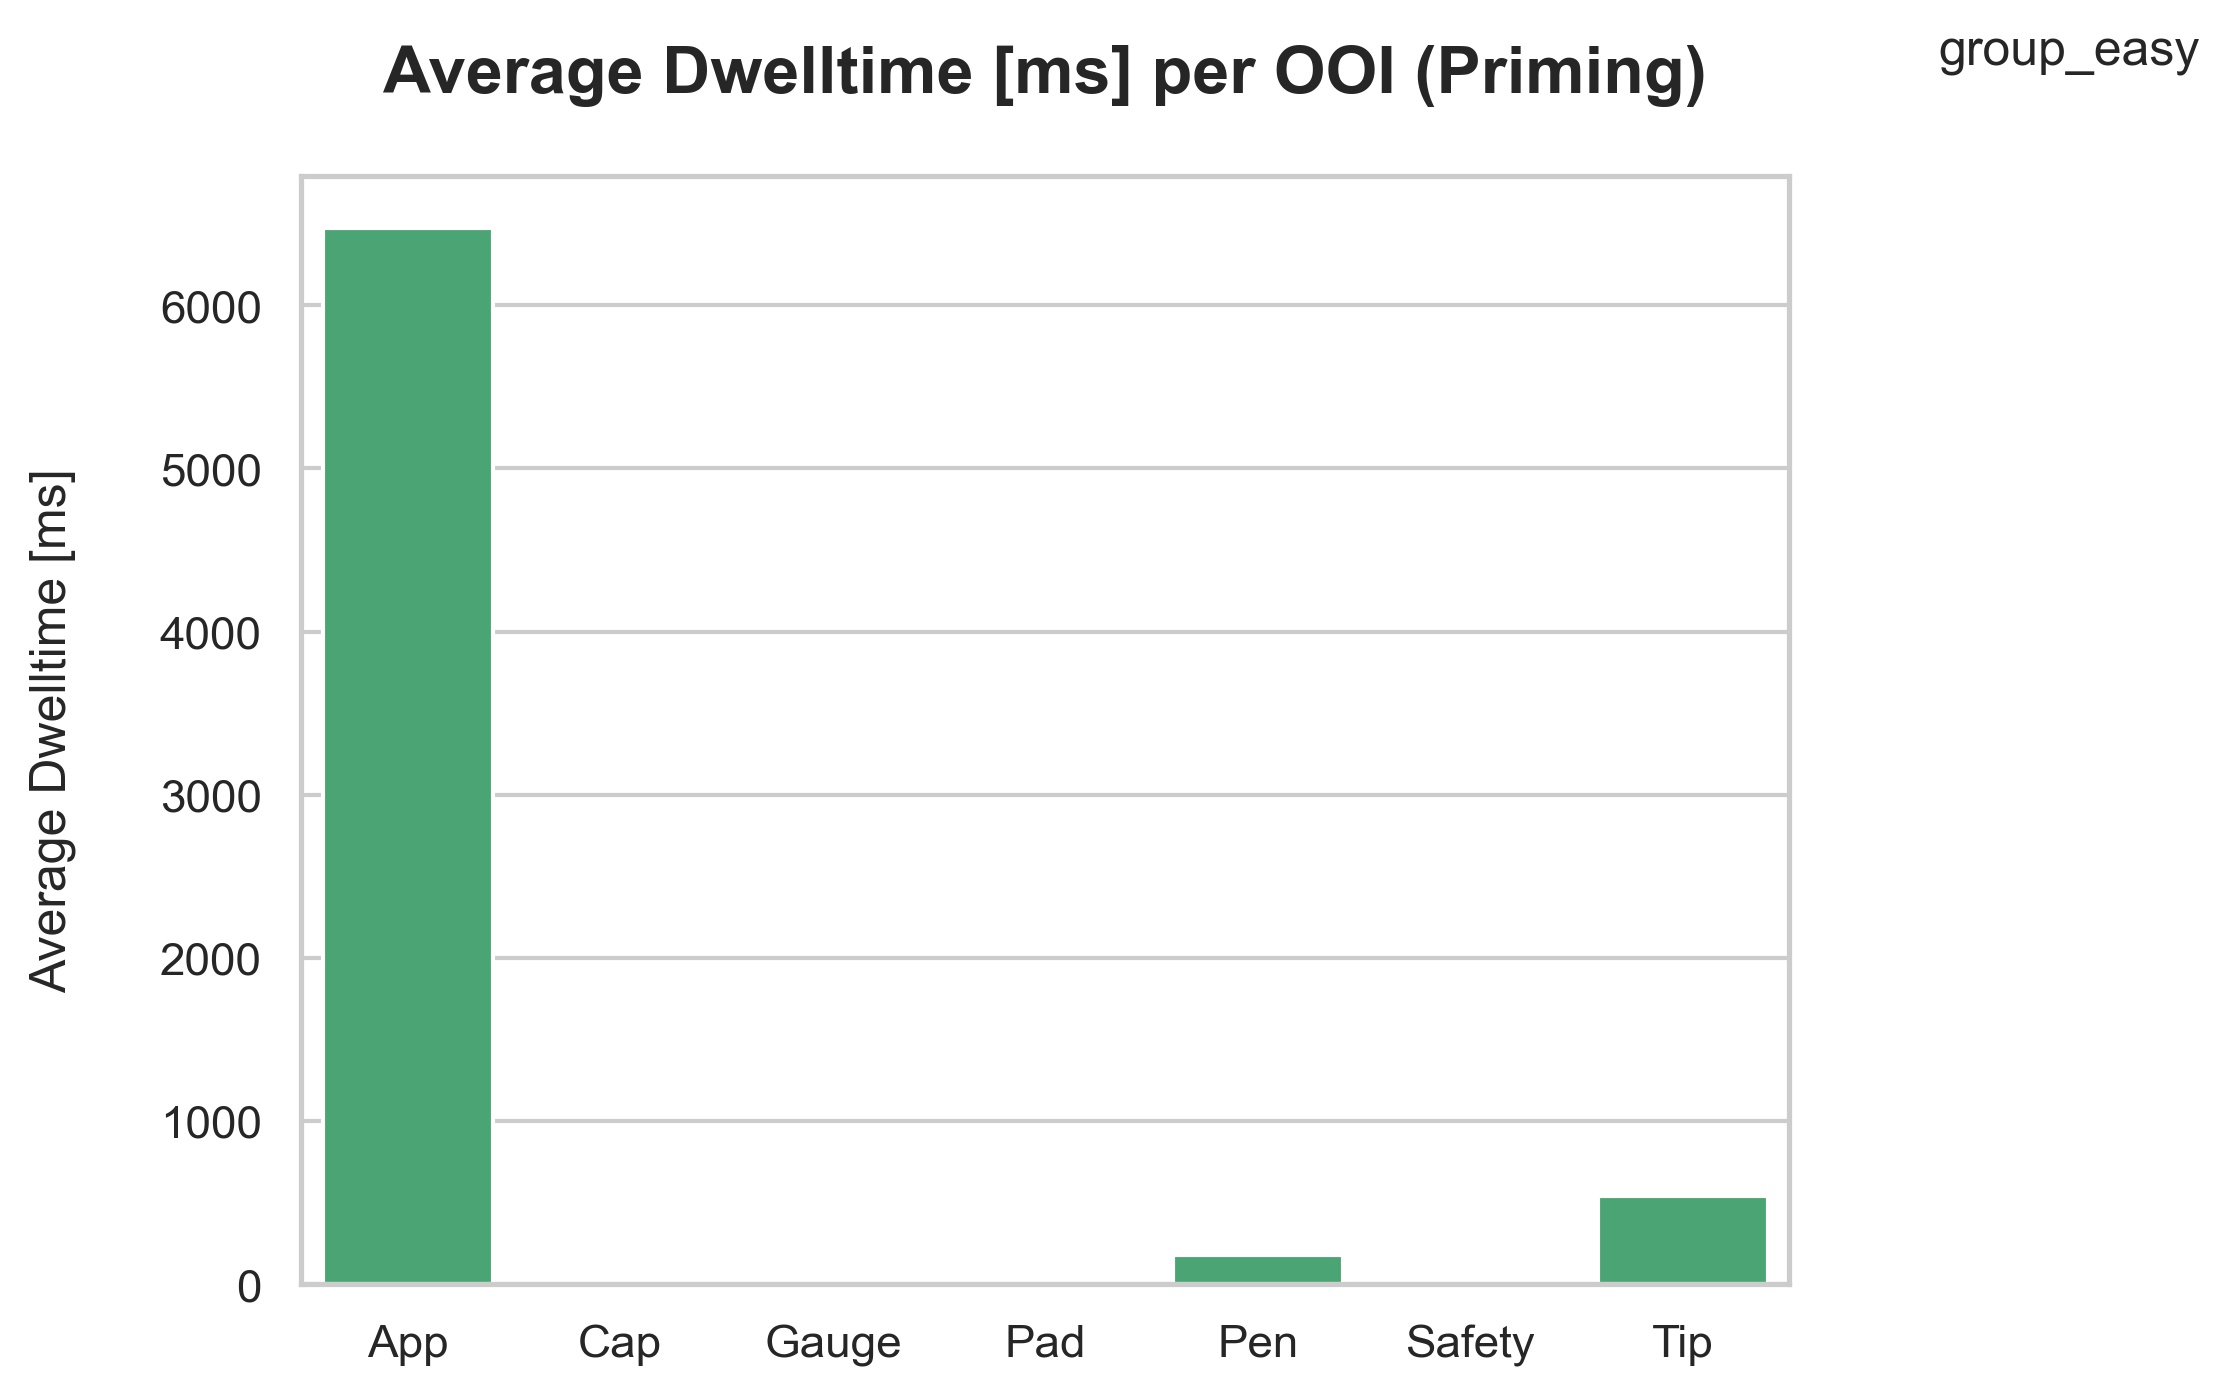 Average Dwelltime [ms] per OOI (Priming)
group_easy
Average Dwelltime [ms]
6000
5000
4000
3000
2000
1000
0
App Cap Gauge Pad Pen Safety Tip